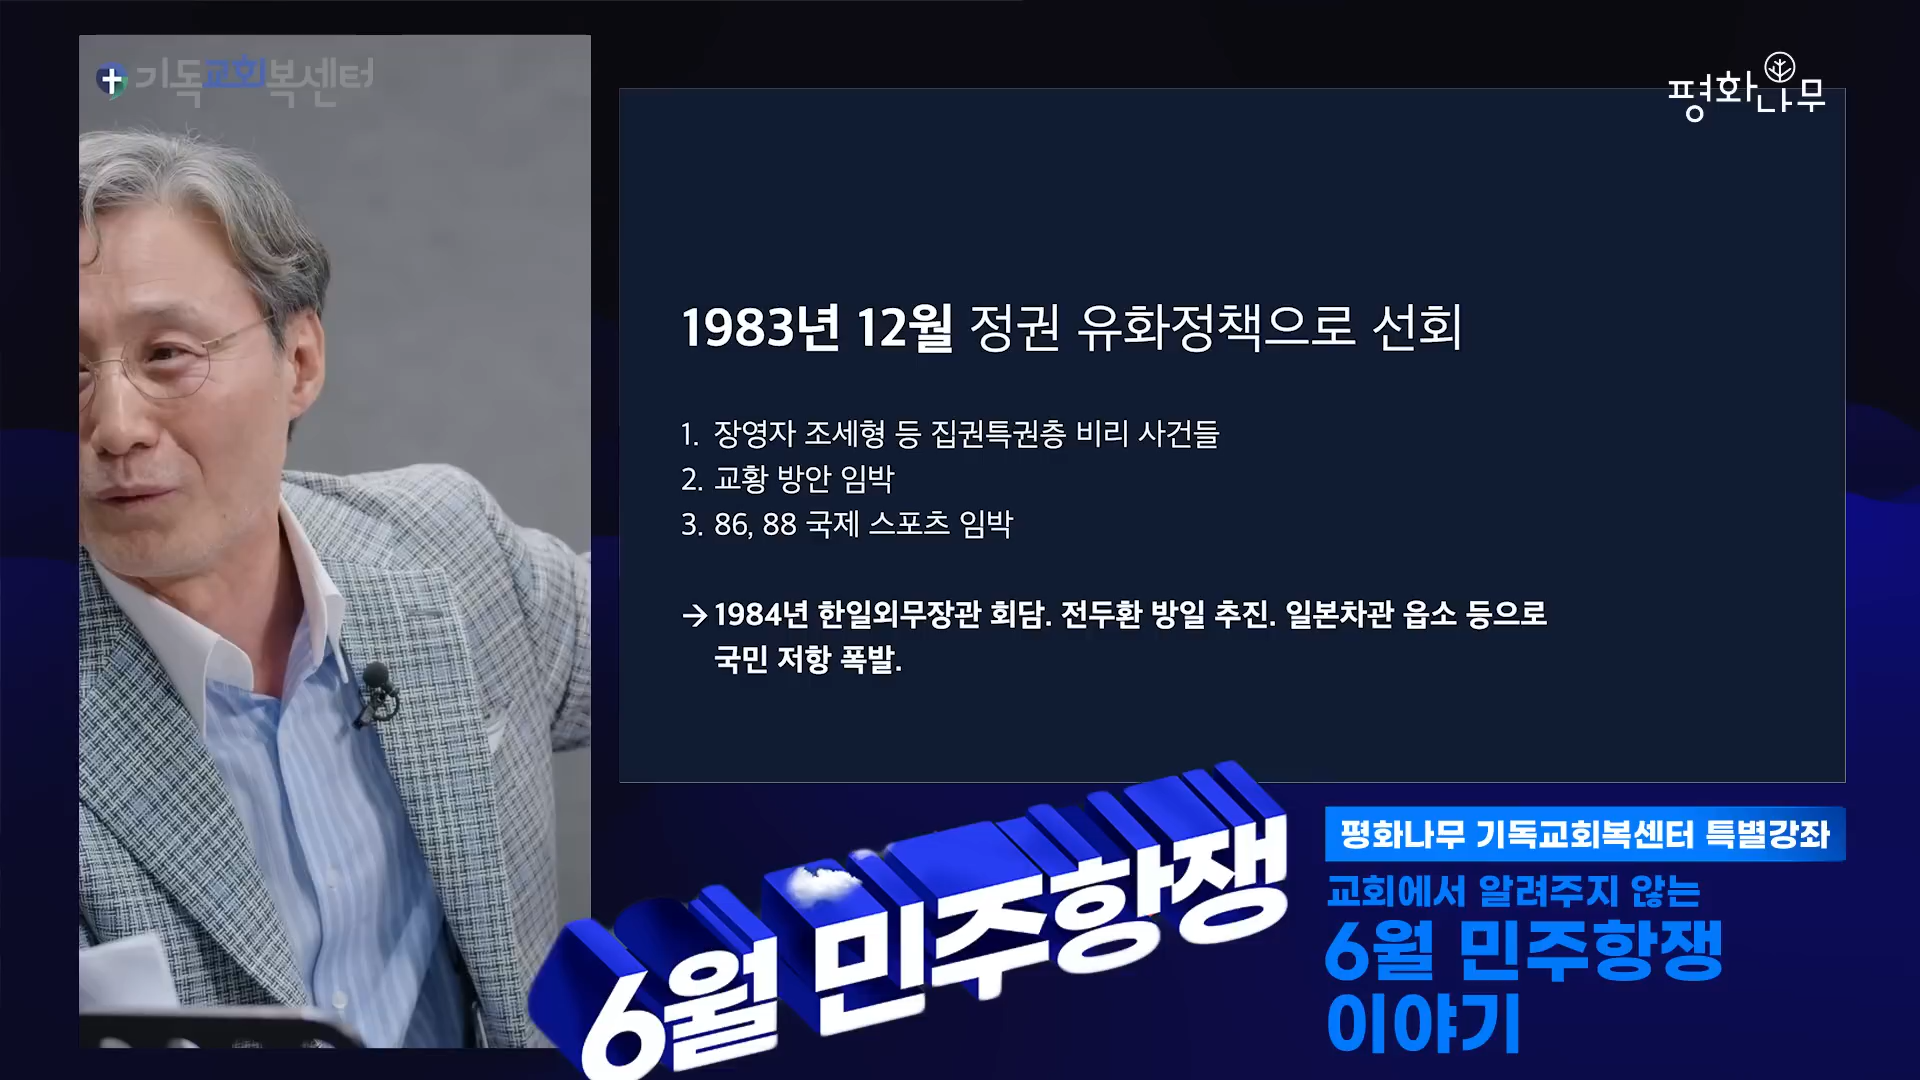 기독교회복센터
평화나무
1983년 12월 정권 유화정책으로 선회
1. 장영자 조세형 등 집권특권층 비리 사건들
2. 교황 방안 임박
3. 86, 88 국제 스포츠 임박
→ 1984년 한일외무장관 회담. 전두환 방일 추진. 일본차관 읍소 등으로
국민 저항 폭발.
6월 민주항쟁
평화나무 기독교회복센터 특별강좌
교회에서 알려주지 않는
6월 민주항쟁
이야기